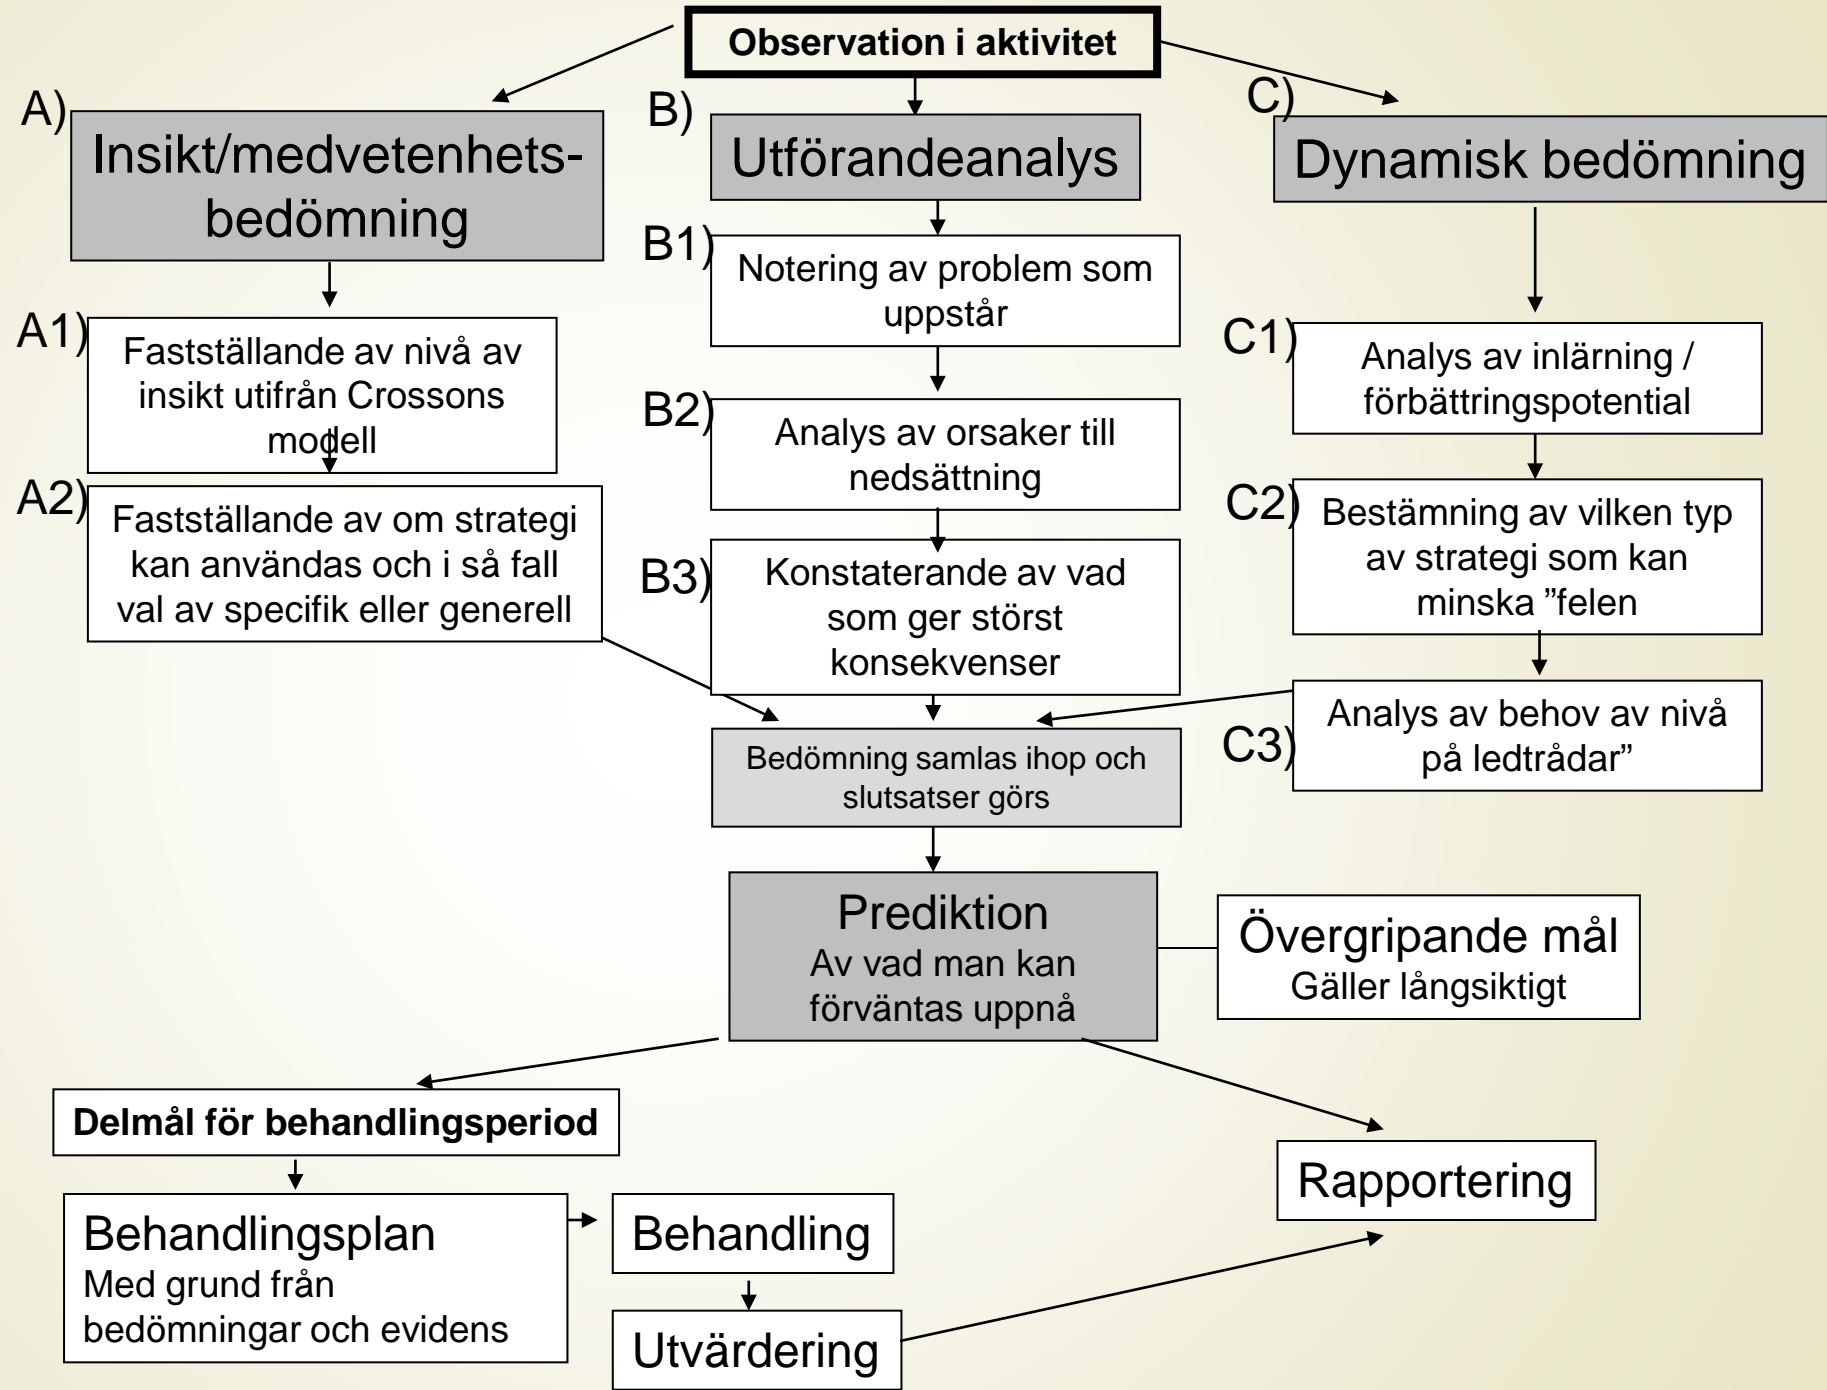 Observation i aktivitet
A)
Insikt/medvetenhets-
bedömning
A1)
Fastställande av nivå av
insikt utifrån Crossons
modell
A2)
Fastställande av om strategi
kan användas och i så fall
val av specifik eller generell
B)
Utförandeanalys
B1)
Notering av problem som
uppstår
B2)
Analys av orsaker till
nedsättning
B3)
Konstaterande av vad
som ger störst
konsekvenser
C)
Dynamisk bedömning
C1)
Analys av inlärning /
förbättringspotential
C2)
Bestämning av vilken typ
av strategi som kan
minska ”felen
C3)
Analys av behov av nivå
på ledtrådar”
Bedömning samlas ihop och
slutsatser görs
Prediktion
Av vad man kan
förväntas uppnå
Övergripande mål
Gäller långsiktigt
Delmål för behandlingsperiod
Behandlingsplan
Med grund från
bedömningar och evidens
Behandling
Utvärdering
Rapportering